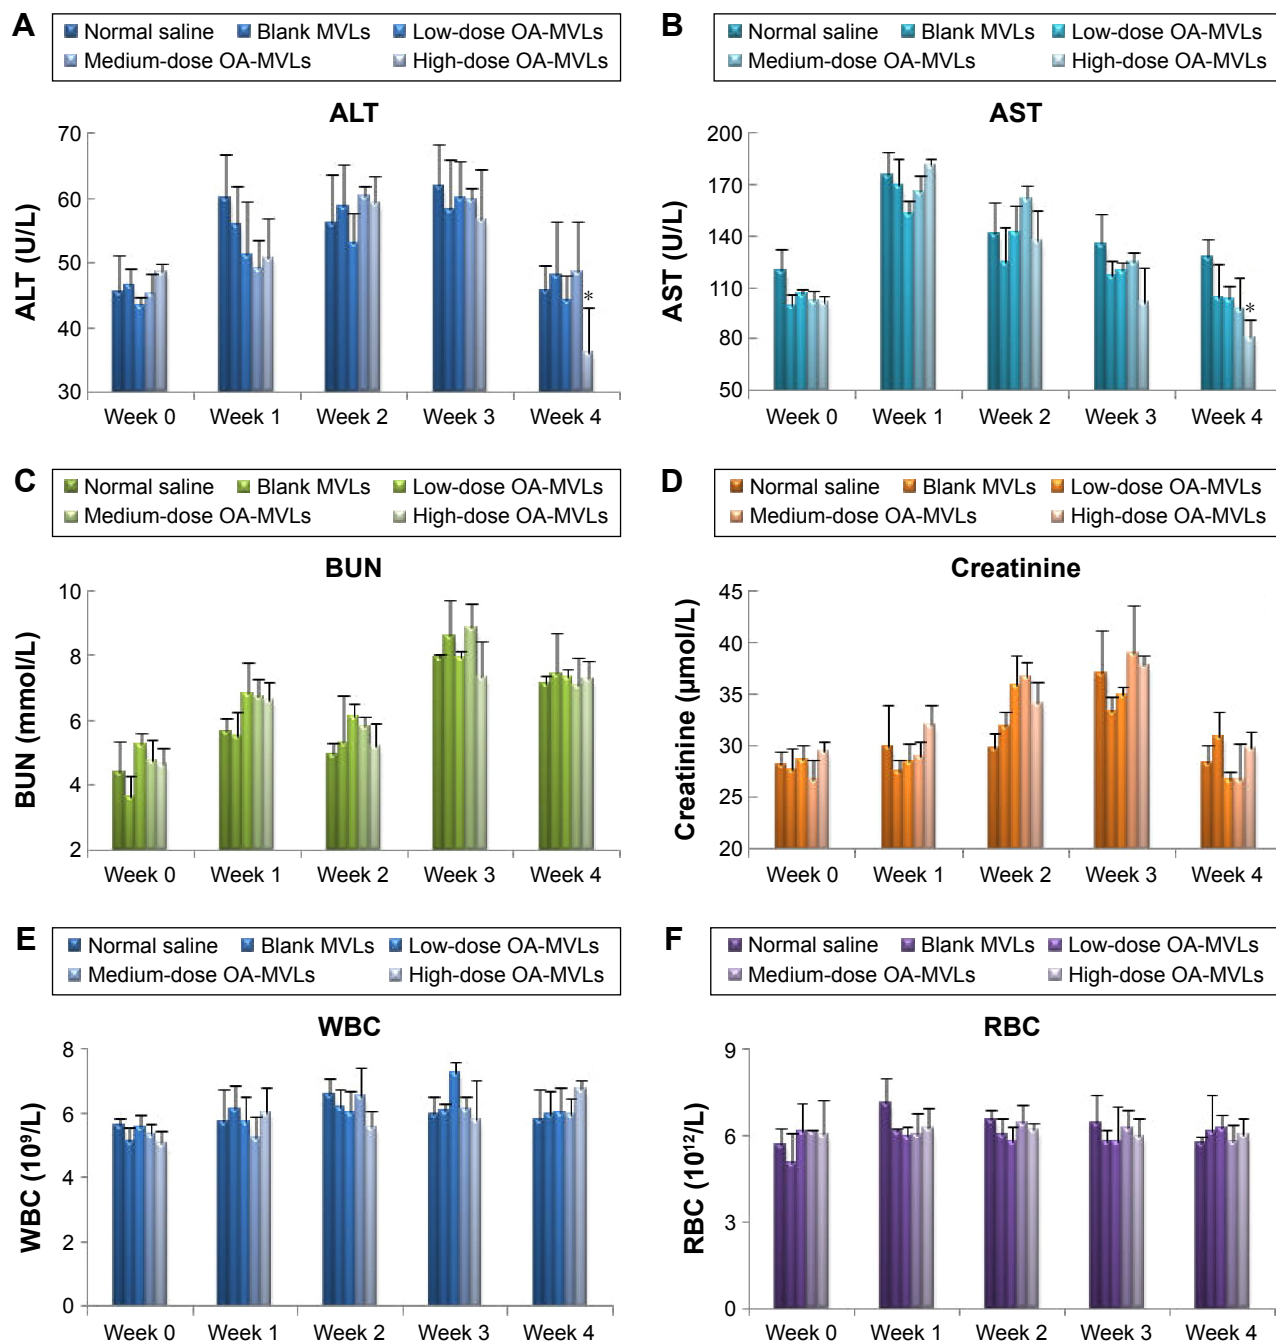 A
Normal saline Blank MVLs Low-dose OA-MVLs
Medium-dose OA-MVLs High-dose OA-MVLs
ALT
ALT (U/L)
70
60
50
40
30
*
Week 0 Week 1 Week 2 Week 3 Week 4
B
Normal saline Blank MVLs Low-dose OA-MVLs
Medium-dose OA-MVLs High-dose OA-MVLs
AST
AST (U/L)
200
170
140
110
80
50
*
Week 0 Week 1 Week 2 Week 3 Week 4
C
Normal saline Blank MVLs Low-dose OA-MVLs
Medium-dose OA-MVLs High-dose OA-MVLs
BUN
BUN (mmol/L)
10
8
6
4
2
Week 0 Week 1 Week 2 Week 3 Week 4
D
Normal saline Blank MVLs Low-dose OA-MVLs
Medium-dose OA-MVLs High-dose OA-MVLs
Creatinine
Creatinine (µmol/L)
45
40
35
30
25
20
Week 0 Week 1 Week 2 Week 3 Week 4
E
Normal saline Blank MVLs Low-dose OA-MVLs
Medium-dose OA-MVLs High-dose OA-MVLs
WBC
WBC (10⁹/L)
8
6
4
2
0
Week 0 Week 1 Week 2 Week 3 Week 4
F
Normal saline Blank MVLs Low-dose OA-MVLs
Medium-dose OA-MVLs High-dose OA-MVLs
RBC
RBC (10¹²/L)
9
6
3
0
Week 0 Week 1 Week 2 Week 3 Week 4